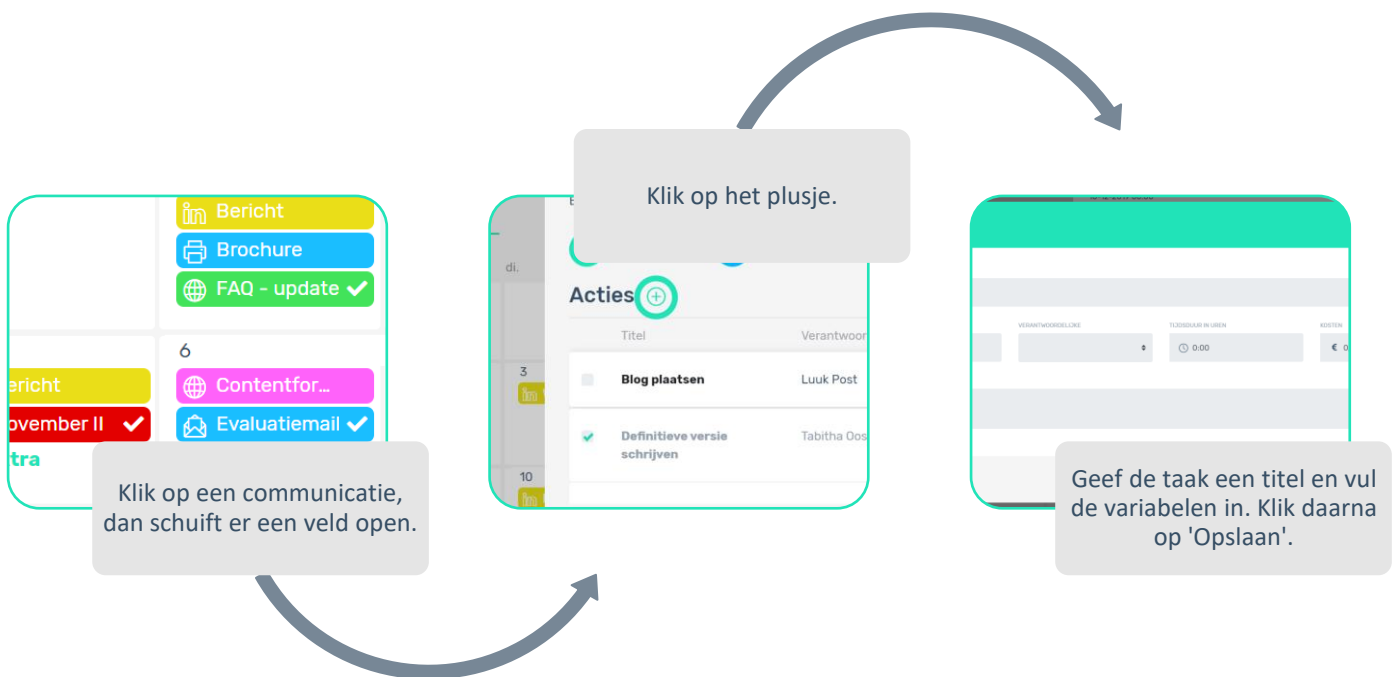 Bericht
Brochure
FAQ - update
6
ericht
Contentfor...
ovember II
Evaluatiemail
tra
Klik op een communicatie,
dan schuift er een veld open.
Klik op het plusje.
di.
Acties
Titel
Verantwoor
3
Blog plaatsen
Luuk Post
Definitieve versie
schrijven
Tabitha Oos
10
VERANTWOORDELIJKE
TIJDSDUUR IN UREN
KOSTEN
0:00
€ 0
Geef de taak een titel en vul
de variabelen in. Klik daarna
op 'Opslaan'.